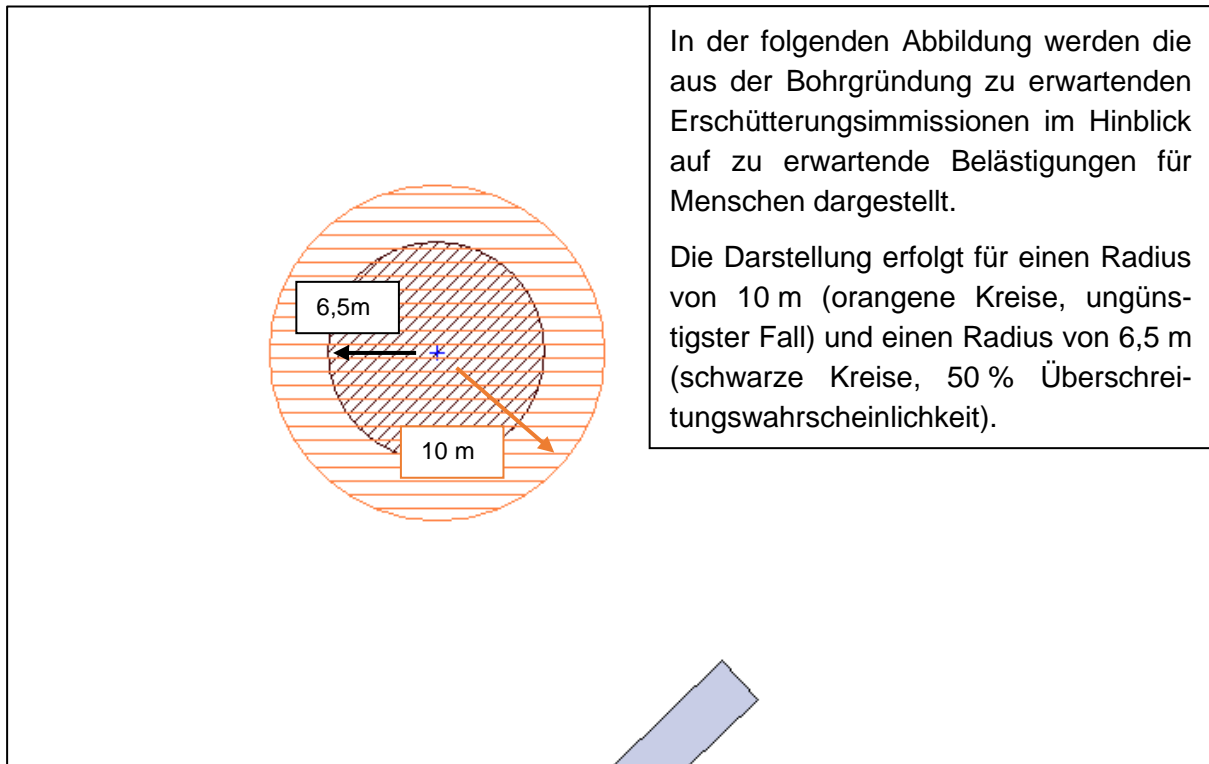 In der folgenden Abbildung werden die
aus der Bohrgründung zu erwartenden
Erschütterungsimmissionen im Hinblick
auf zu erwartende Belästigungen für
Menschen dargestellt.
Die Darstellung erfolgt für einen Radius
von 10 m (orangene Kreise, ungüns-
tigster Fall) und einen Radius von 6,5 m
(schwarze Kreise, 50 % Überschrei-
tungswahrscheinlichkeit).
6,5m
10 m